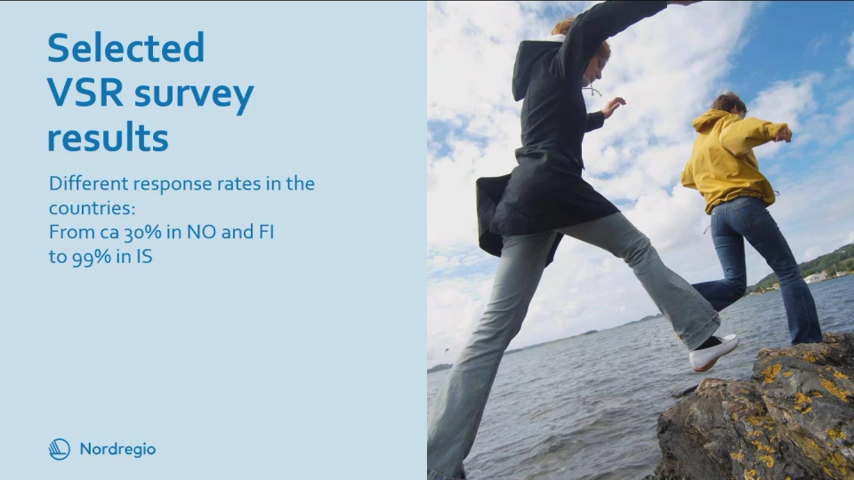 Selected
VSR survey
results
Different response rates in the
countries:
From ca 30% in NO and FI
to 99% in IS
Nordregio